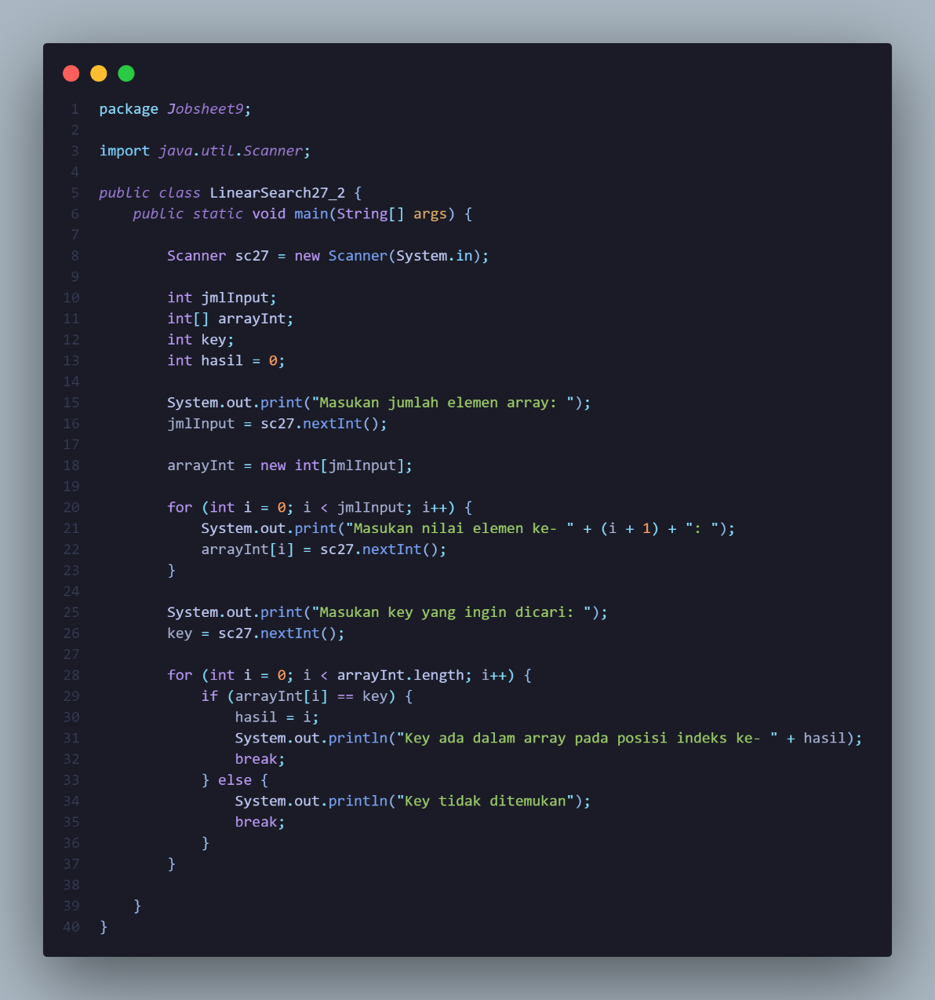 1 package Jobsheet9;
2
3 import java.util.Scanner;
4
5 public class LinearSearch27_2 {
6     public static void main(String[] args) {
7
8         Scanner sc27 = new Scanner(System.in);
9
10         int jmlInput;
11         int[] arrayInt;
12         int key;
13         int hasil = 0;
14
15         System.out.print("Masukan jumlah elemen array: ");
16         jmlInput = sc27.nextInt();
17
18         arrayInt = new int[jmlInput];
19
20         for (int i = 0; i < jmlInput; i++) {
21             System.out.print("Masukan nilai elemen ke- " + (i + 1) + ": ");
22             arrayInt[i] = sc27.nextInt();
23         }
24
25         System.out.print("Masukan key yang ingin dicari: ");
26         key = sc27.nextInt();
27
28         for (int i = 0; i < arrayInt.length; i++) {
29             if (arrayInt[i] == key) {
30                 hasil = i;
31                 System.out.println("Key ada dalam array pada posisi indeks ke- " + hasil);
32                 break;
33             } else {
34                 System.out.println("Key tidak ditemukan");
35                 break;
36             }
37         }
38
39     }
40 }